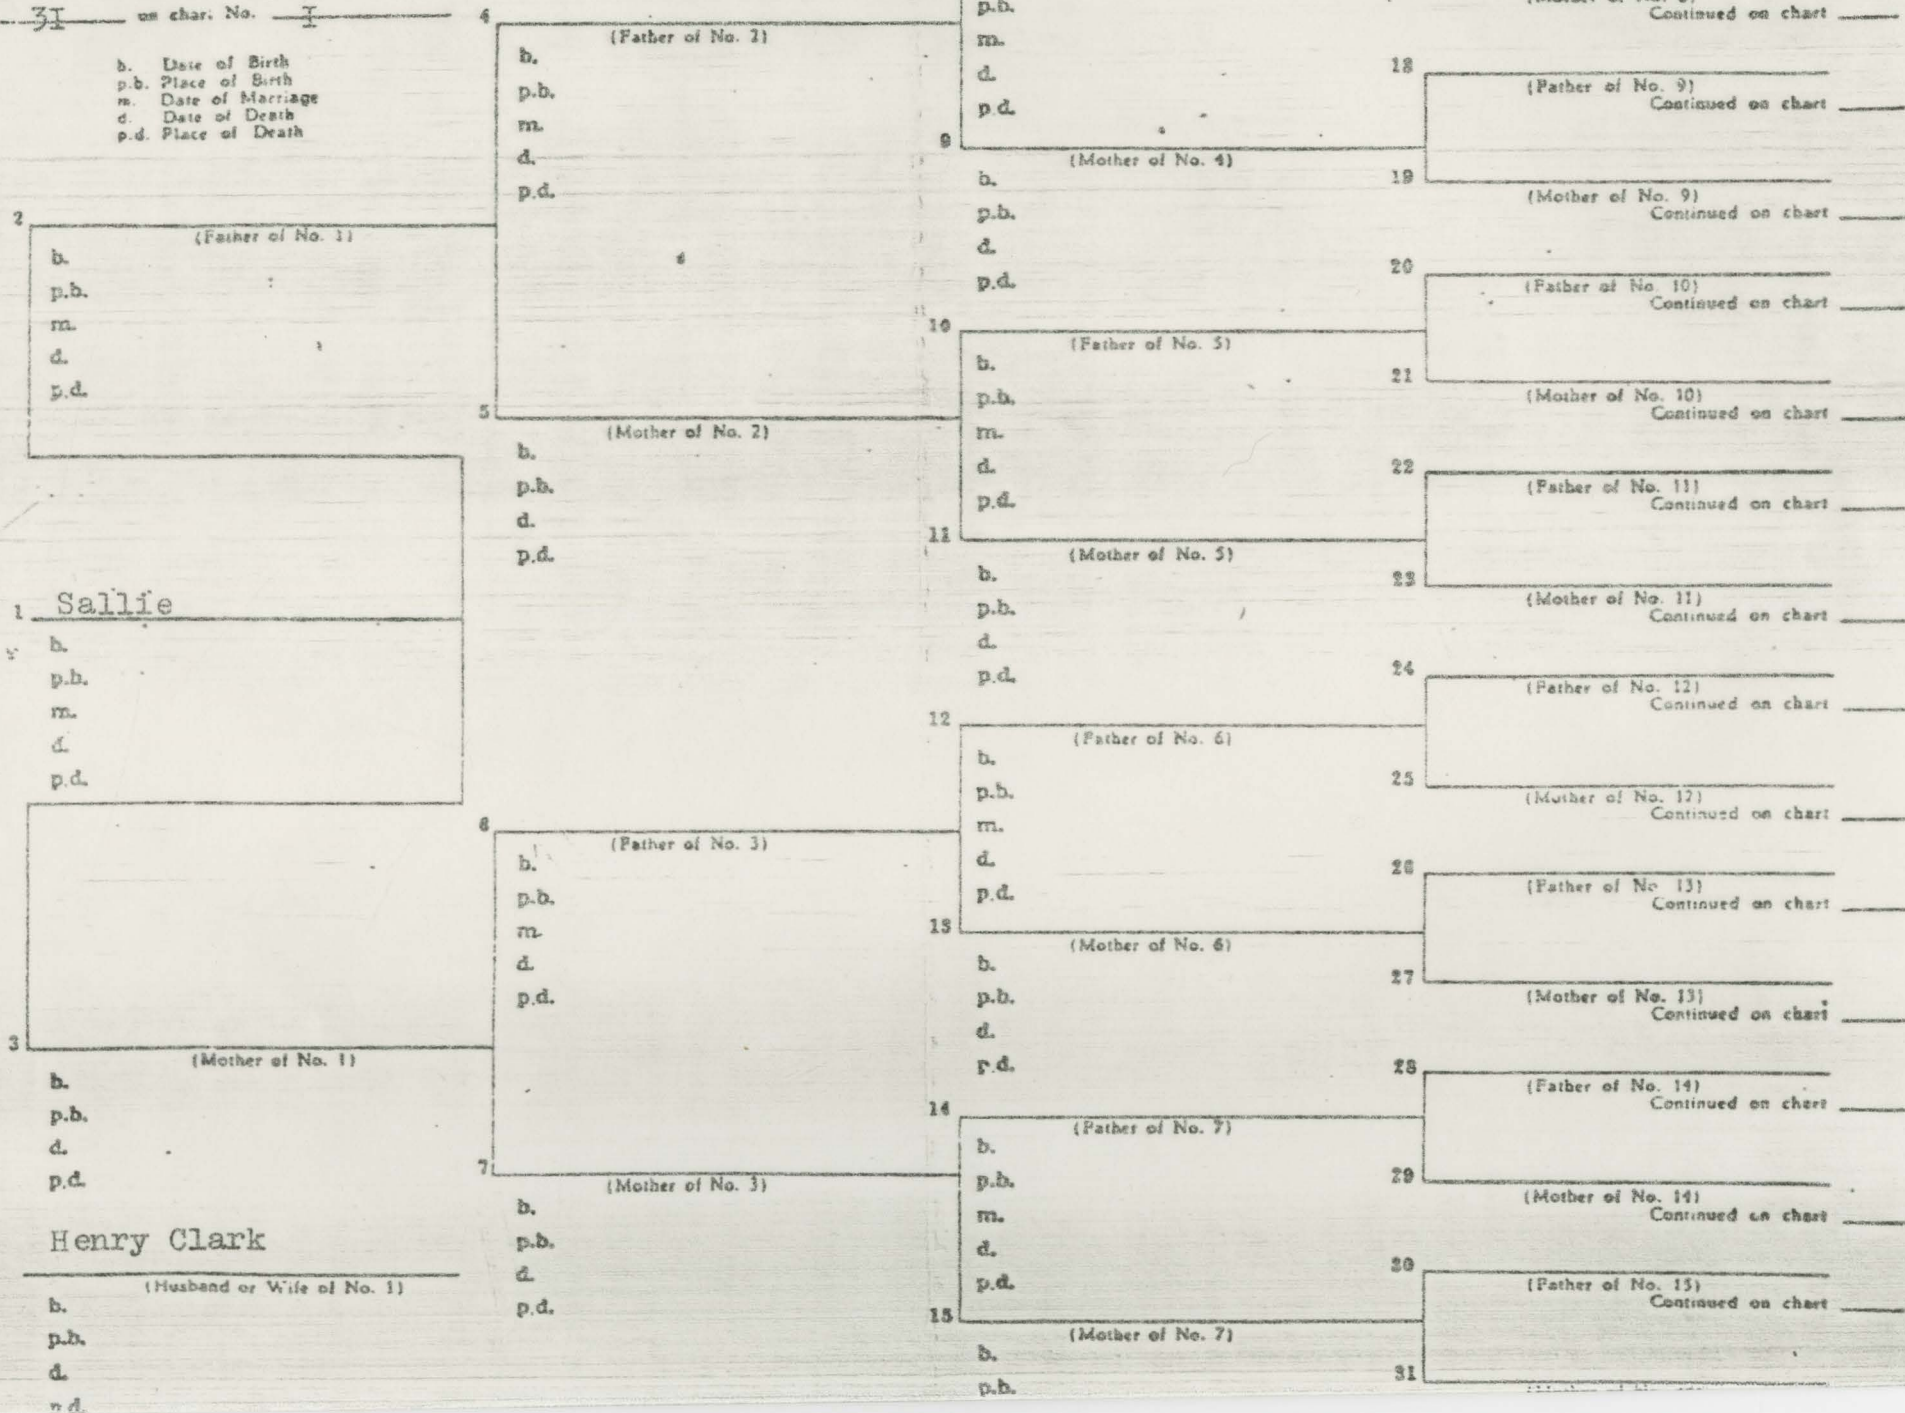 31 on chart No. I
b. Date of Birth
p.b. Place of Birth
m. Date of Marriage
d. Date of Death
p.d. Place of Death
2
(Father of No. 1)
b.
p.b.
m.
d.
p.d.
1 Sallie
b.
p.b.
m.
d.
p.d.
3
(Mother of No. 1)
b.
p.b.
d.
p.d.
Henry Clark
(Husband or Wife of No. 1)
b.
p.b.
d.
p.d.
4
(Father of No. 2)
b.
p.b.
m.
d.
p.d.
5
(Mother of No. 2)
b.
p.b.
d.
p.d.
6
(Father of No. 3)
b.
p.b.
m.
d.
p.d.
7
(Mother of No. 3)
b.
p.b.
d.
p.d.
p.b.
m.
d.
p.d.
9
(Mother of No. 4)
b.
p.b.
d.
p.d.
10
(Father of No. 5)
b.
p.b.
m.
d.
p.d.
11
(Mother of No. 5)
b.
p.b.
d.
p.d.
12
(Father of No. 6)
b.
p.b.
m.
d.
p.d.
13
(Mother of No. 6)
b.
p.b.
d.
p.d.
14
(Father of No. 7)
b.
p.b.
m.
d.
p.d.
15
(Mother of No. 7)
b.
p.b.
Continued on chart
18
(Father of No. 9)
Continued on chart
19
(Mother of No. 9)
Continued on chart
20
(Father of No. 10)
Continued on chart
21
(Mother of No. 10)
Continued on chart
22
(Father of No. 11)
Continued on chart
23
(Mother of No. 11)
Continued on chart
24
(Father of No. 12)
Continued on chart
25
(Mother of No. 12)
Continued on chart
26
(Father of No. 13)
Continued on chart
27
(Mother of No. 13)
Continued on chart
28
(Father of No. 14)
Continued on chart
29
(Mother of No. 14)
Continued on chart
30
(Father of No. 15)
Continued on chart
31